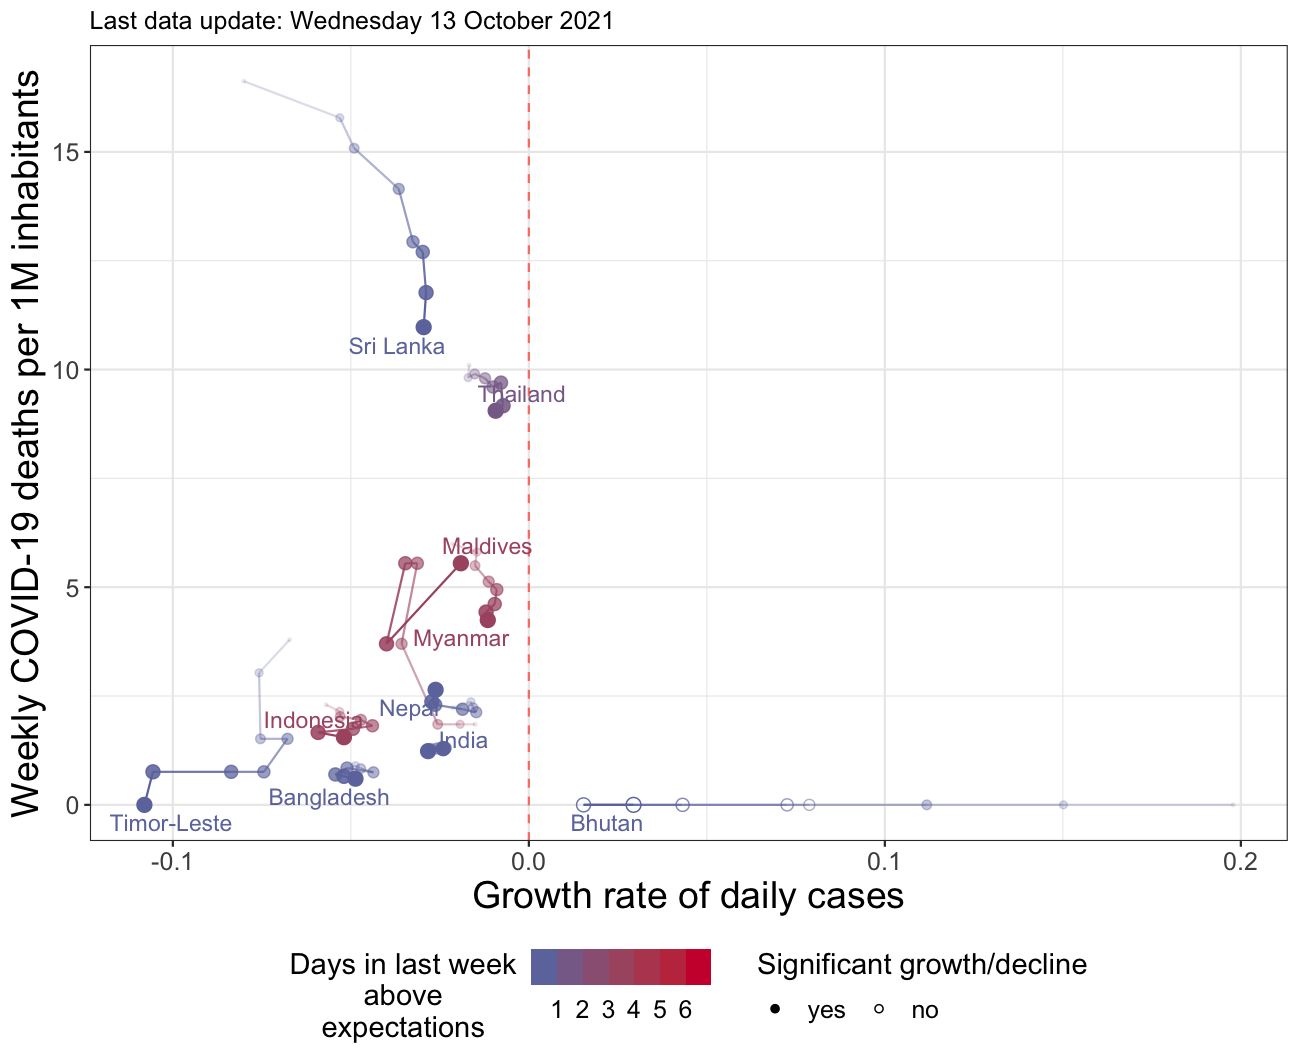 Last data update: Wednesday 13 October 2021
Weekly COVID-19 deaths per 1M inhabitants
15
10
5
0
Sri Lanka
Thailand
Maldives
Myanmar
Nepal
Indonesia
India
Bangladesh
Timor-Leste
Bhutan
-0.1
0.0
0.1
0.2
Growth rate of daily cases
Days in last week
above
expectations
1 2 3 4 5 6
Significant growth/decline
yes no